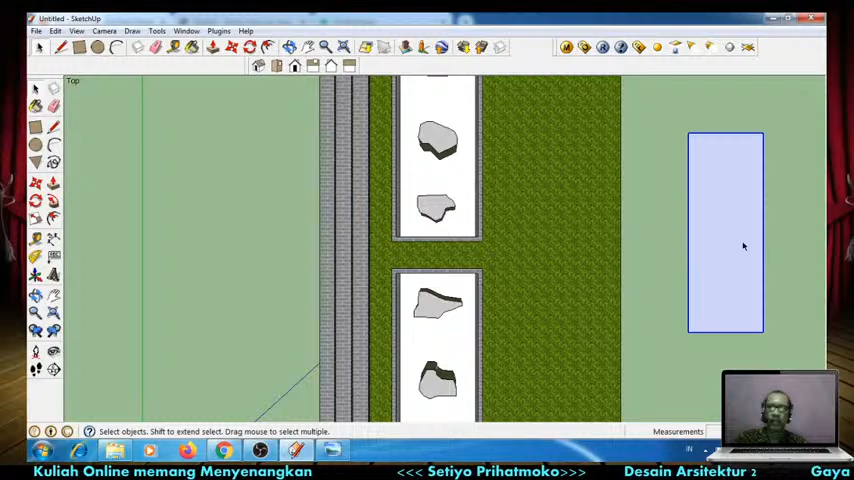 Untitled - SketchUp
File Edit View Camera Draw Tools Window Plugins Help
Top
Select objects. Shift to extend select. Drag mouse to select multiple.
Measurements
IN
Kuliah Online memang Menyenangkan <<< Setiyo Prihatmoko>>> Desain Arsitektur 2 Gaya